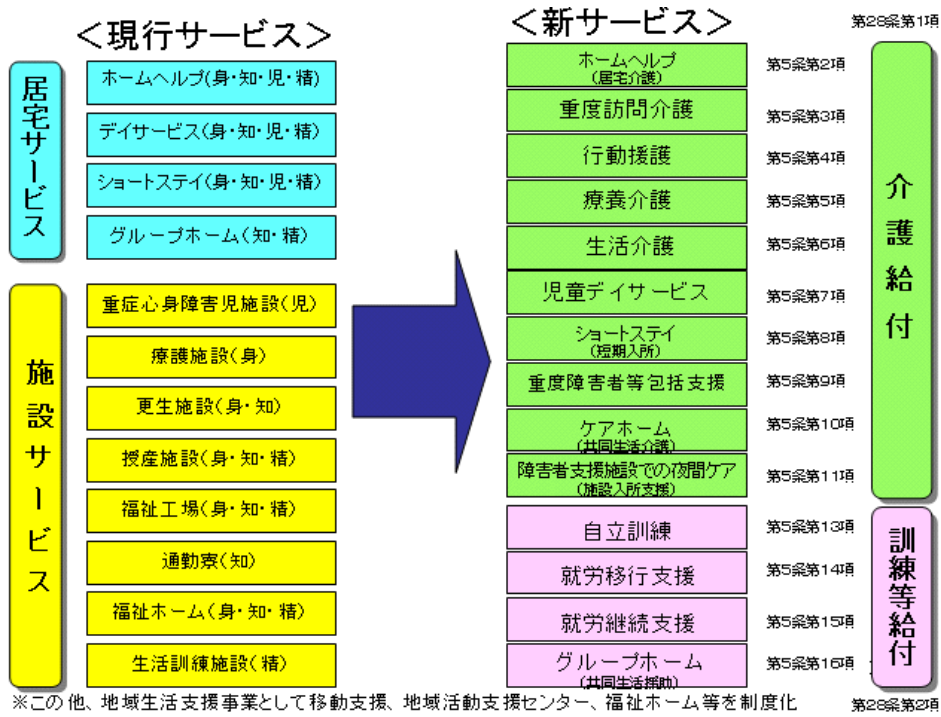 ＜現行サービス＞
居宅サービス
ホームヘルプ(身・知・児・精)
デイサービス(身・知・児・精)
ショートステイ(身・知・児・精)
グループホーム(知・精)
施設サービス
重症心身障害児施設(児)
療護施設(身)
更生施設(身・知)
授産施設(身・知・精)
福祉工場(身・知・精)
通勤寮(知)
福祉ホーム(身・知・精)
生活訓練施設(精)
＜新サービス＞
第28条第1項
ホームヘルプ
(居宅介護)
第5条第2項
重度訪問介護
第5条第3項
行動援護
第5条第4項
療養介護
第5条第5項
生活介護
第5条第6項
児童デイサービス
第5条第7項
ショートステイ
(短期入所)
第5条第8項
重度障害者等包括支援
第5条第9項
ケアホーム
(共同生活介護)
第5条第10項
障害者支援施設での夜間ケア
(施設入所支援)
第5条第11項
介護給付
自立訓練
第5条第13項
就労移行支援
第5条第14項
就労継続支援
第5条第15項
グループホーム
(共同生活援助)
第5条第16項
訓練等給付
※この他、地域生活支援事業として移動支援、地域活動支援センター、福祉ホーム等を制度化
第28条第2項